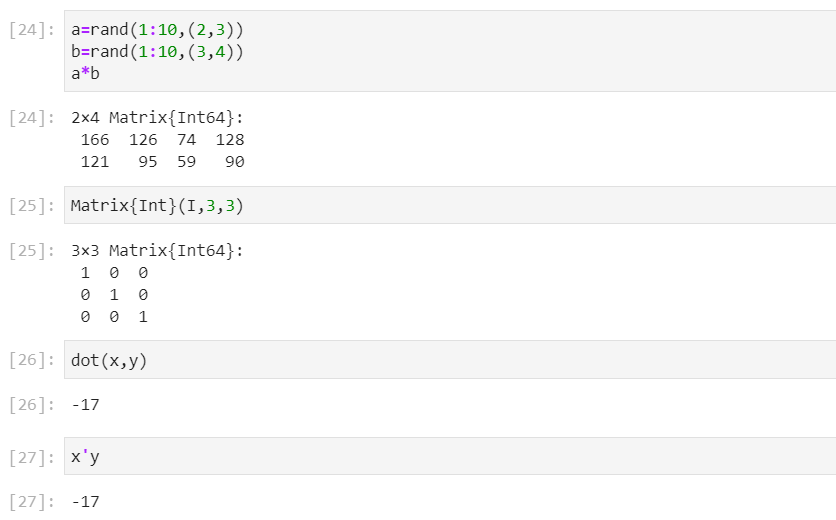 [24]: a=rand(1:10,(2,3))
b=rand(1:10,(3,4))
a*b
[24]: 2×4 Matrix{Int64}:
166 126 74 128
121 95 59 90
[25]: Matrix{Int}(I,3,3)
[25]: 3×3 Matrix{Int64}:
1 0 0
0 1 0
0 0 1
[26]: dot(x,y)
[26]: -17
[27]: x'y
[27]: -17